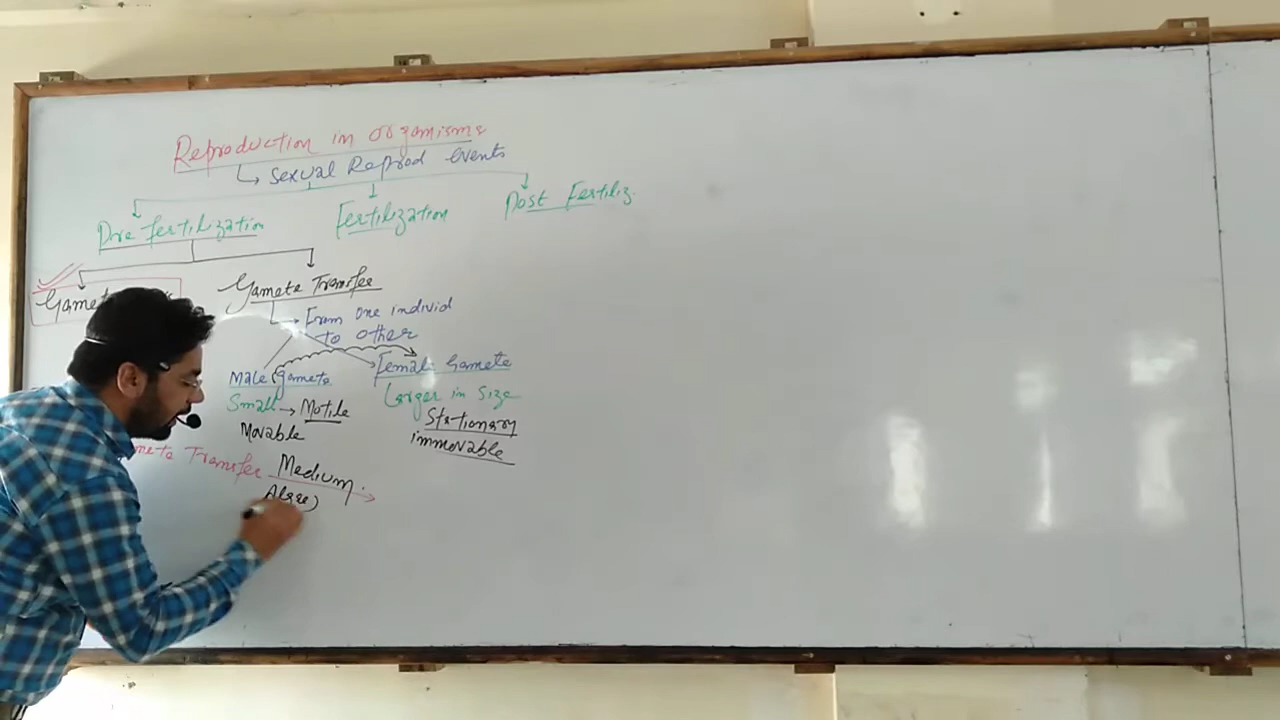 Reproduction in organisms
↳ Sexual Reprod events
Pre fertilization
Fertilization
Post Fertiliz.
Gamete Transfer
From one individ
to other
Male gamete
Female Gamete
Small → Motile
Larger in Size
Movable
Stationary
immovable
Transfer Medium.
Algae